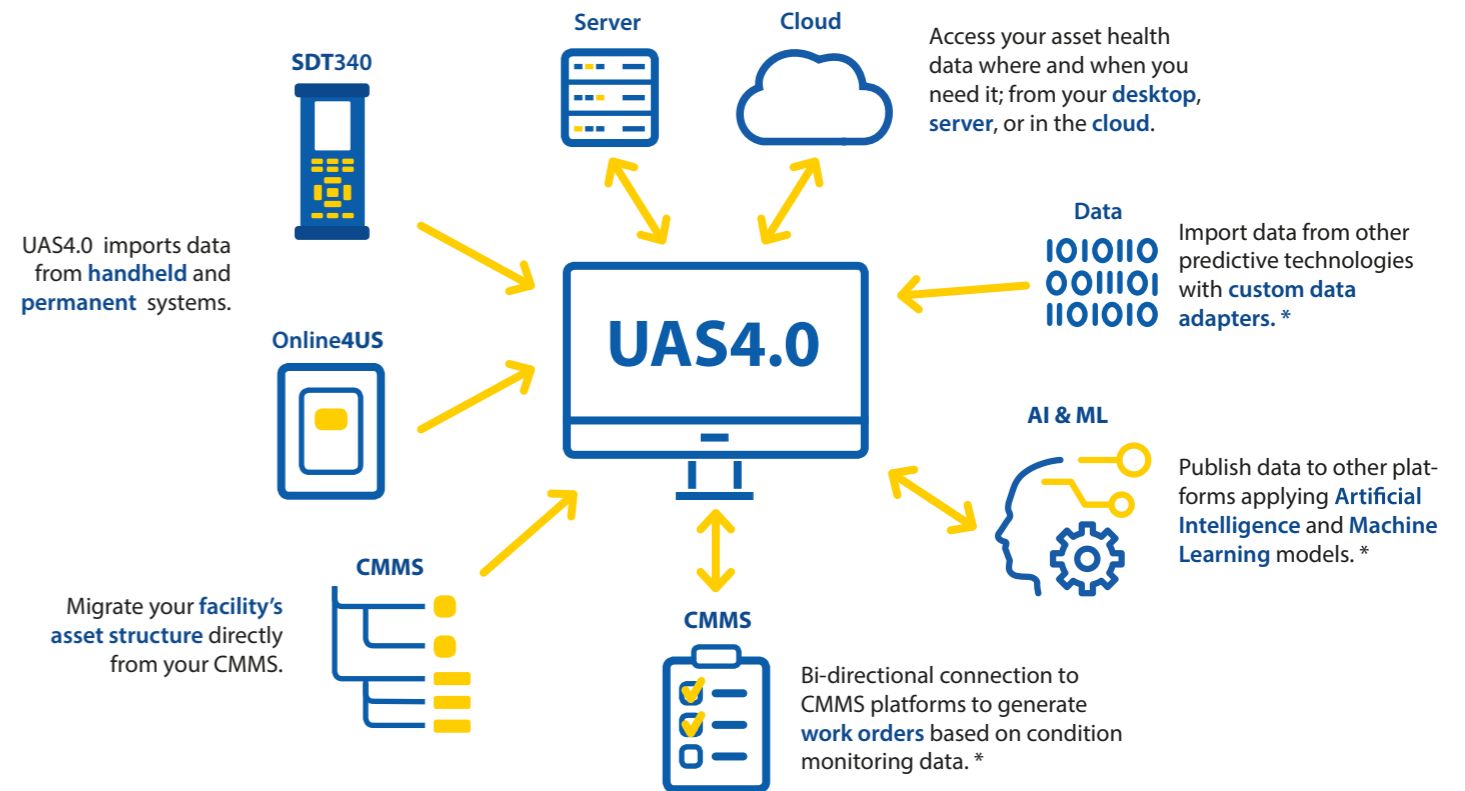 Server
Cloud
Access your asset health
data where and when you
need it; from your desktop,
server, or in the cloud.
SDT340
UAS4.0 imports data
from handheld and
permanent systems.
Data
1010110
0011101
1101010
Import data from other
predictive technologies
with custom data
adapters. *
Online4US
UAS4.0
AI & ML
Publish data to other plat-
forms applying Artificial
Intelligence and Machine
Learning models. *
CMMS
Migrate your facility's
asset structure directly
from your CMMS.
CMMS
Bi-directional connection to
CMMS platforms to generate
work orders based on condition
monitoring data. *